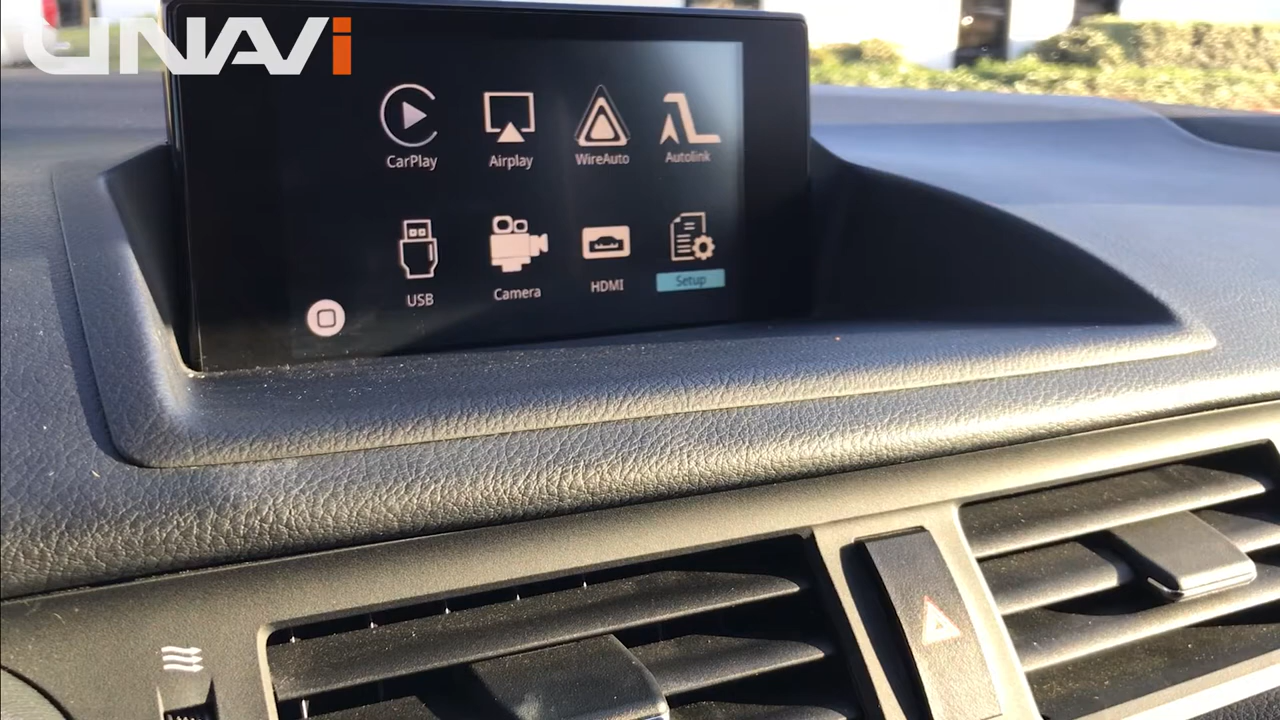 UNAVi
CarPlay
Airplay
WireAuto
Autolink
USB
Camera
HDMI
Setup